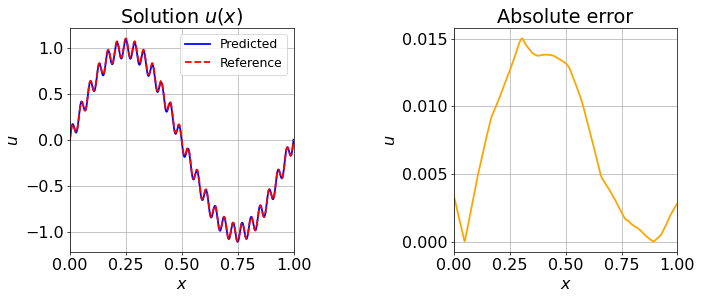 Solution u(x)
1.0
0.5
0.0
−0.5
−1.0
u
Predicted
Reference
0.00 0.25 0.50 0.75 1.00
x
Absolute error
0.015
0.010
0.005
0.000
u
0.00 0.25 0.50 0.75 1.00
x